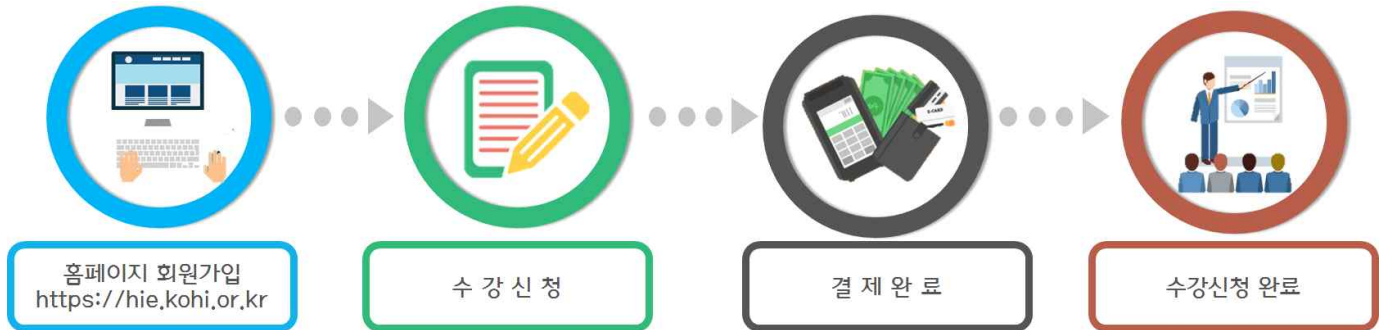 홈페이지 회원가입
https://hie.kohi.or.kr
수 강 신 청
결 제 완 료
수강신청 완료